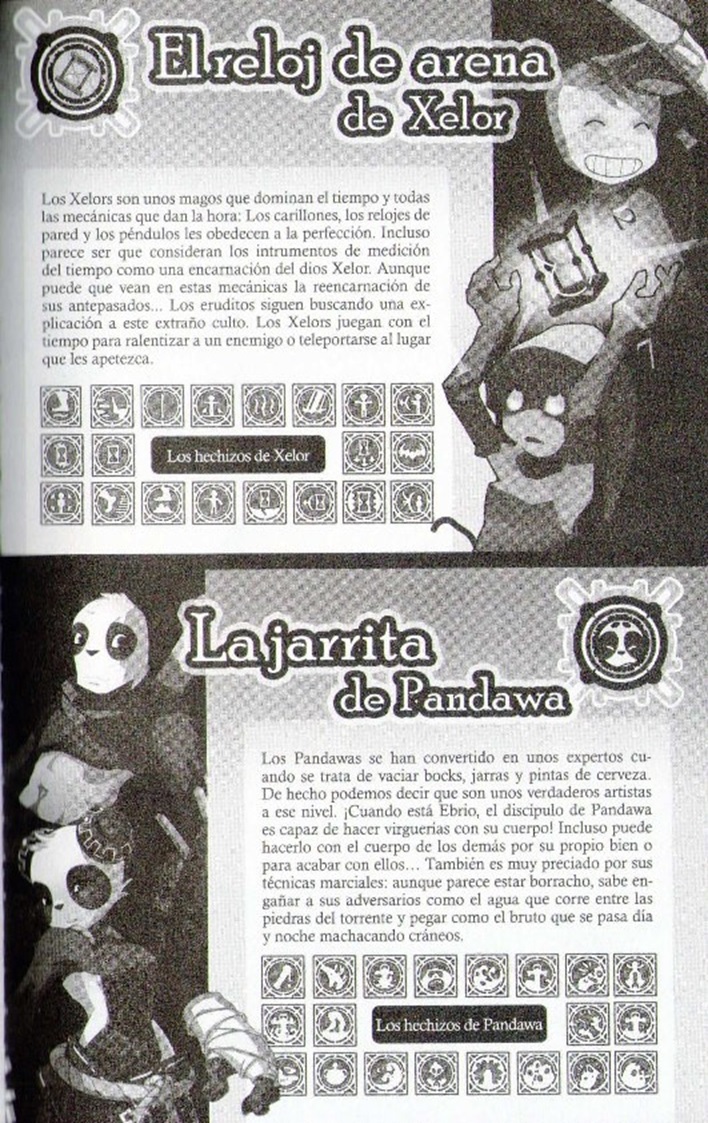 El reloj de arena
de Xelor
Los Xelors son unos magos que dominan el tiempo y todas
las mecánicas que dan la hora: Los carillones, los relojes de
pared y los péndulos les obedecen a la perfección. Incluso
parece ser que consideran los intrumentos de medición
del tiempo como una encarnación del dios Xelor. Aunque
puede que vean en estas mecánicas la reencarnación de
sus antepasados... Los eruditos siguen buscando una ex-
plicación a este extraño culto. Los Xelors juegan con el
tiempo para ralentizar a un enemigo o teleportarse al lugar
que les apetezca.
Los hechizos de Xelor
La jarrita
de Pandawa
Los Pandawas se han convertido en unos expertos cu-
ando se trata de vaciar bocks, jarras y pintas de cerveza.
De hecho podemos decir que son unos verdaderos artistas
a ese nivel. ¡Cuando está Ebrio, el discípulo de Pandawa
es capaz de hacer virguerias con su cuerpo! Incluso puede
hacerlo con el cuerpo de los demás por su propio bien o
para acabar con ellos... También es muy preciado por sus
técnicas marciales: aunque parece estar borracho, sabe en-
gañar a sus adversarios como el agua que corre entre las
piedras del torrente y pegar como el bruto que se pasa día
y noche machacando cráneos.
Los hechizos de Pandawa